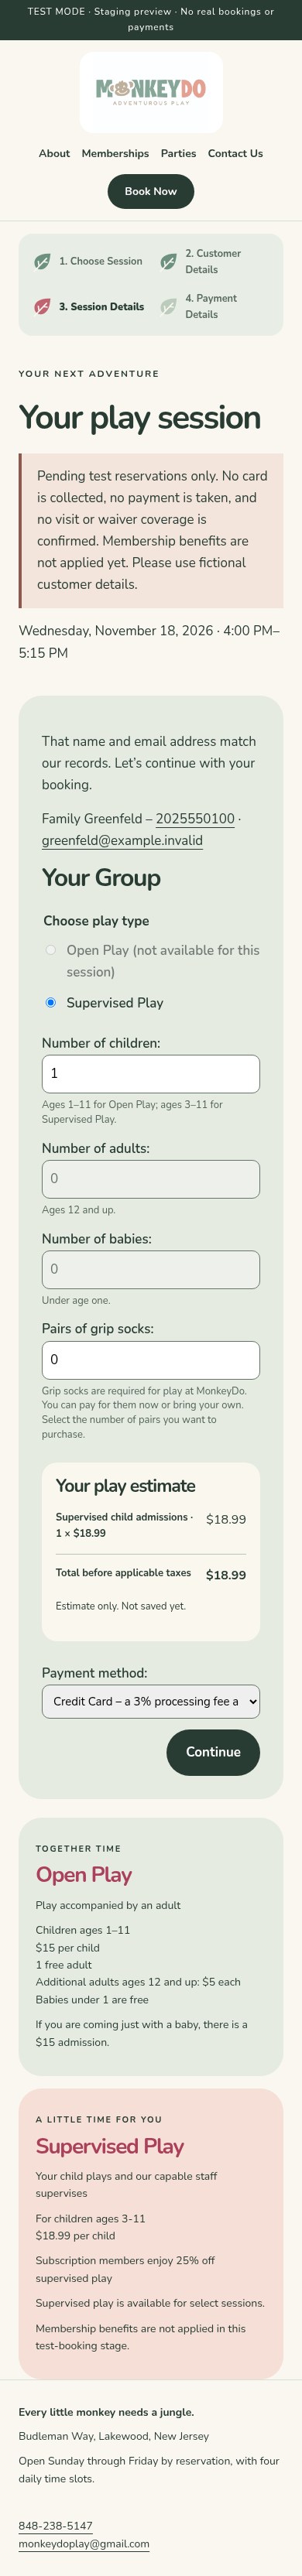 TEST MODE · Staging preview · No real bookings or
payments
MONKEYDO
ADVENTUROUS PLAY
About Memberships Parties Contact Us
Book Now
1. Choose Session
2. Customer
Details
3. Session Details
4. Payment
Details
YOUR NEXT ADVENTURE
Your play session
Pending test reservations only. No card
is collected, no payment is taken, and
no visit or waiver coverage is
confirmed. Membership benefits are
not applied yet. Please use fictional
customer details.
Wednesday, November 18, 2026 · 4:00 PM–
5:15 PM
That name and email address match
our records. Let’s continue with your
booking.
Family Greenfeld – 2025550100 ·
greenfeld@example.invalid
Your Group
Choose play type
Open Play (not available for this
session)
Supervised Play
Number of children:
1
Ages 1–11 for Open Play; ages 3–11 for
Supervised Play.
Number of adults:
0
Ages 12 and up.
Number of babies:
0
Under age one.
Pairs of grip socks:
0
Grip socks are required for play at MonkeyDo.
You can pay for them now or bring your own.
Select the number of pairs you want to
purchase.
Your play estimate
Supervised child admissions ·
1 × $18.99
$18.99
Total before applicable taxes $18.99
Estimate only. Not saved yet.
Payment method:
Credit Card – a 3% processing fee a
Continue
TOGETHER TIME
Open Play
Play accompanied by an adult
Children ages 1–11
$15 per child
1 free adult
Additional adults ages 12 and up: $5 each
Babies under 1 are free
If you are coming just with a baby, there is a
$15 admission.
A LITTLE TIME FOR YOU
Supervised Play
Your child plays and our capable staff
supervises
For children ages 3-11
$18.99 per child
Subscription members enjoy 25% off
supervised play
Supervised play is available for select sessions.
Membership benefits are not applied in this
test-booking stage.
Every little monkey needs a jungle.
Budleman Way, Lakewood, New Jersey
Open Sunday through Friday by reservation, with four
daily time slots.
848-238-5147
monkeydoplay@gmail.com